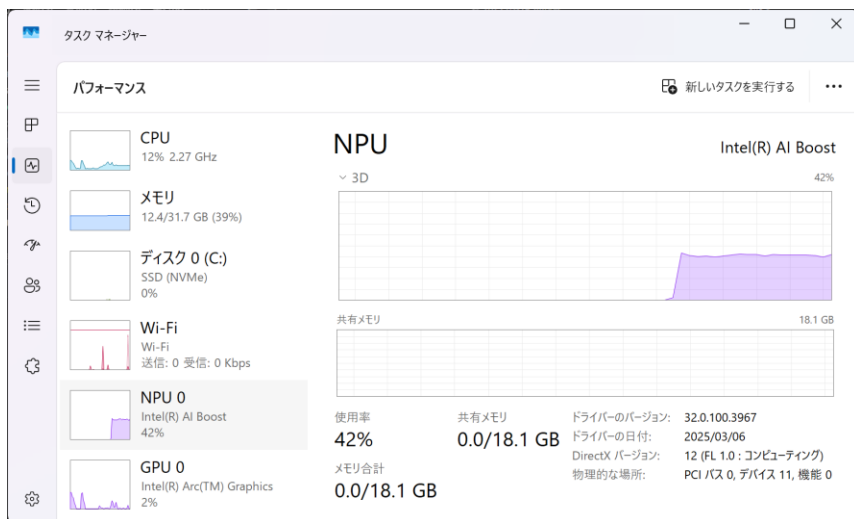 タスク マネージャー
パフォーマンス
新しいタスクを実行する
CPU
12% 2.27 GHz
メモリ
12.4/31.7 GB (39%)
ディスク 0 (C:)
SSD (NVMe)
0%
Wi-Fi
Wi-Fi
送信: 0 受信: 0 Kbps
NPU 0
Intel(R) AI Boost
42%
GPU 0
Intel(R) Arc(TM) Graphics
2%
NPU
Intel(R) AI Boost
3D
42%
共有メモリ
18.1 GB
使用率
42%
共有メモリ
0.0/18.1 GB
メモリ合計
0.0/18.1 GB
ドライバーのバージョン: 32.0.100.3967
ドライバーの日付: 2025/03/06
DirectX バージョン: 12 (FL 1.0 : コンピューティング)
物理的な場所: PCI バス 0, デバイス 11, 機能 0